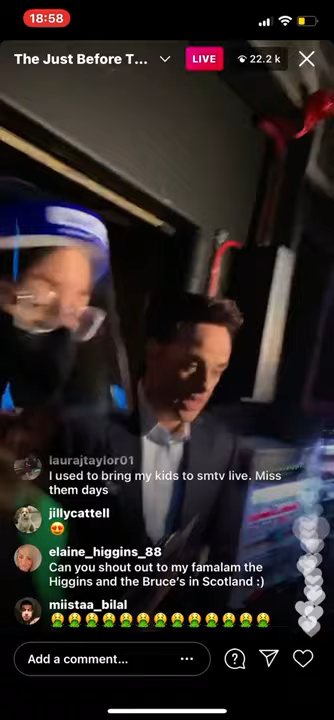 18:58
The Just Before T...
LIVE
22.2 k
laurajtaylor01
I used to bring my kids to smtv live. Miss
them days
jillycattell
😍
elaine_higgins_88
Can you shout out to my famalam the
Higgins and the Bruce's in Scotland :)
miistaa_bilal
🤮🤮🤮🤮🤮🤮🤮🤮🤮🤮🤮🤮🤮
Add a comment...